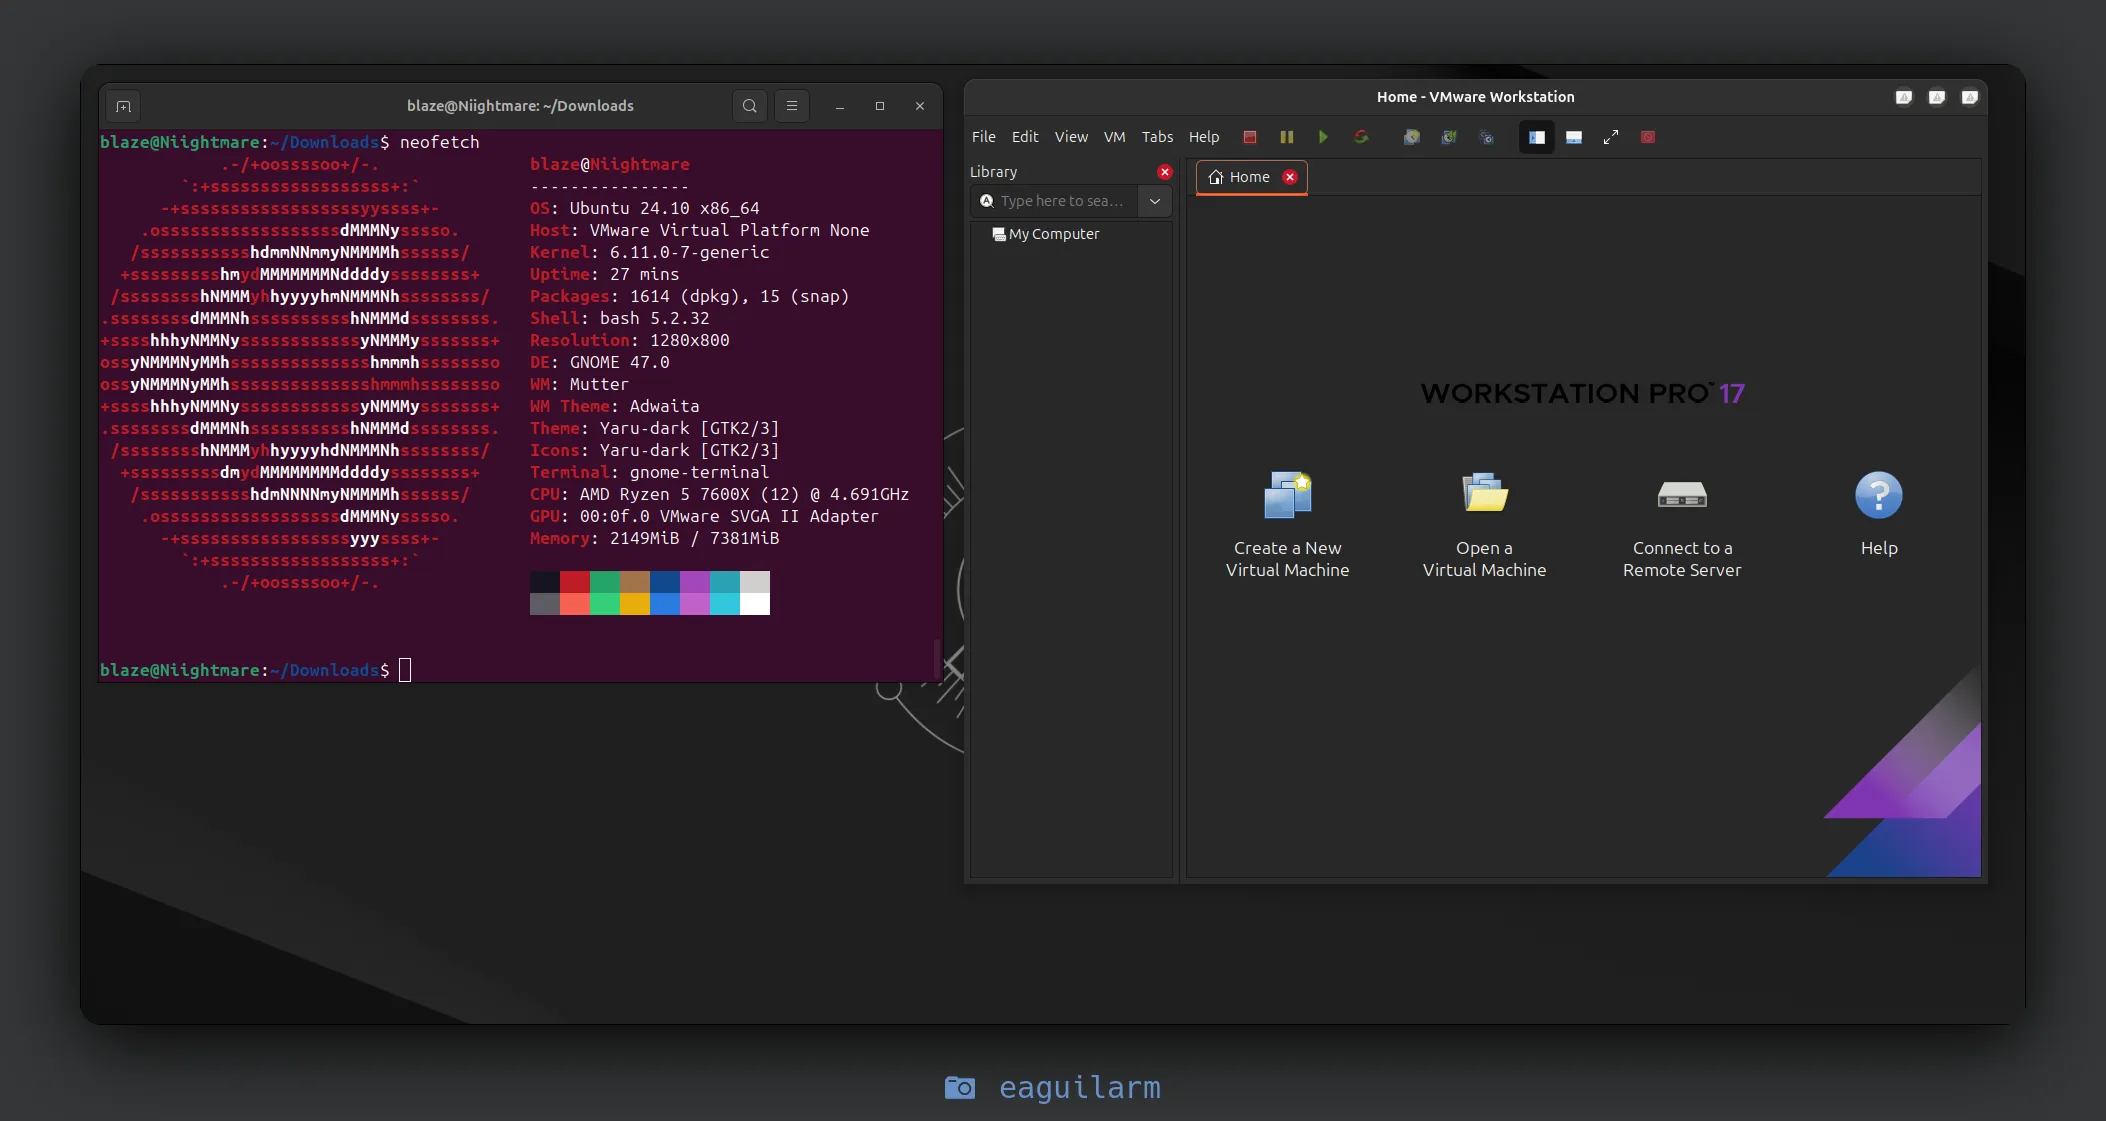 blaze@Niightmare: ~/Downloads
blaze@Niightmare:~/Downloads$ neofetch
.-/+oossssoo+/-.
`:+ssssssssssssssssss+:`
-+ssssssssssssssssssyyssss+-
.ossssssssssssssssssdMMMNysssso.
/ssssssssssshdmmNNmmyNMMMMhssssss/
+ssssssssshmydMMMMMMMNddddyssssssss+
/sssssssshNMMMyhhyyyyhmNMMMNhssssssss/
.ssssssssdMMMNhsssssssssshNMMMdssssssss.
+sssshhhyNMMNyssssssssssssyNMMMysssssss+
ossyNMMMNyMMhsssssssssssssshmmmhssssssso
ossyNMMMNyMMhsssssssssssssshmmmhssssssso
+sssshhhyNMMNyssssssssssssyNMMMysssssss+
.ssssssssdMMMNhsssssssssshNMMMdssssssss.
/sssssssshNMMMyhhyyyyhdNMMMNhssssssss/
+sssssssssdmydMMMMMMMMddddyssssssss+
/ssssssssssshdmNNNNmyNMMMMhssssss/
.ossssssssssssssssssdMMMNysssso.
-+sssssssssssssssssyyyssss+-
`:+ssssssssssssssssss+:`
.-/+oossssoo+/-.
blaze@Niightmare
----------------
OS: Ubuntu 24.10 x86_64
Host: VMware Virtual Platform None
Kernel: 6.11.0-7-generic
Uptime: 27 mins
Packages: 1614 (dpkg), 15 (snap)
Shell: bash 5.2.32
Resolution: 1280x800
DE: GNOME 47.0
WM: Mutter
WM Theme: Adwaita
Theme: Yaru-dark [GTK2/3]
Icons: Yaru-dark [GTK2/3]
Terminal: gnome-terminal
CPU: AMD Ryzen 5 7600X (12) @ 4.691GHz
GPU: 00:0f.0 VMware SVGA II Adapter
Memory: 2149MiB / 7381MiB
blaze@Niightmare:~/Downloads$
Home - VMware Workstation
File Edit View VM Tabs Help
Library
Type here to sea...
My Computer
Home
WORKSTATION PRO™ 17
Create a New
Virtual Machine
Open a
Virtual Machine
Connect to a
Remote Server
Help
eaguilarm